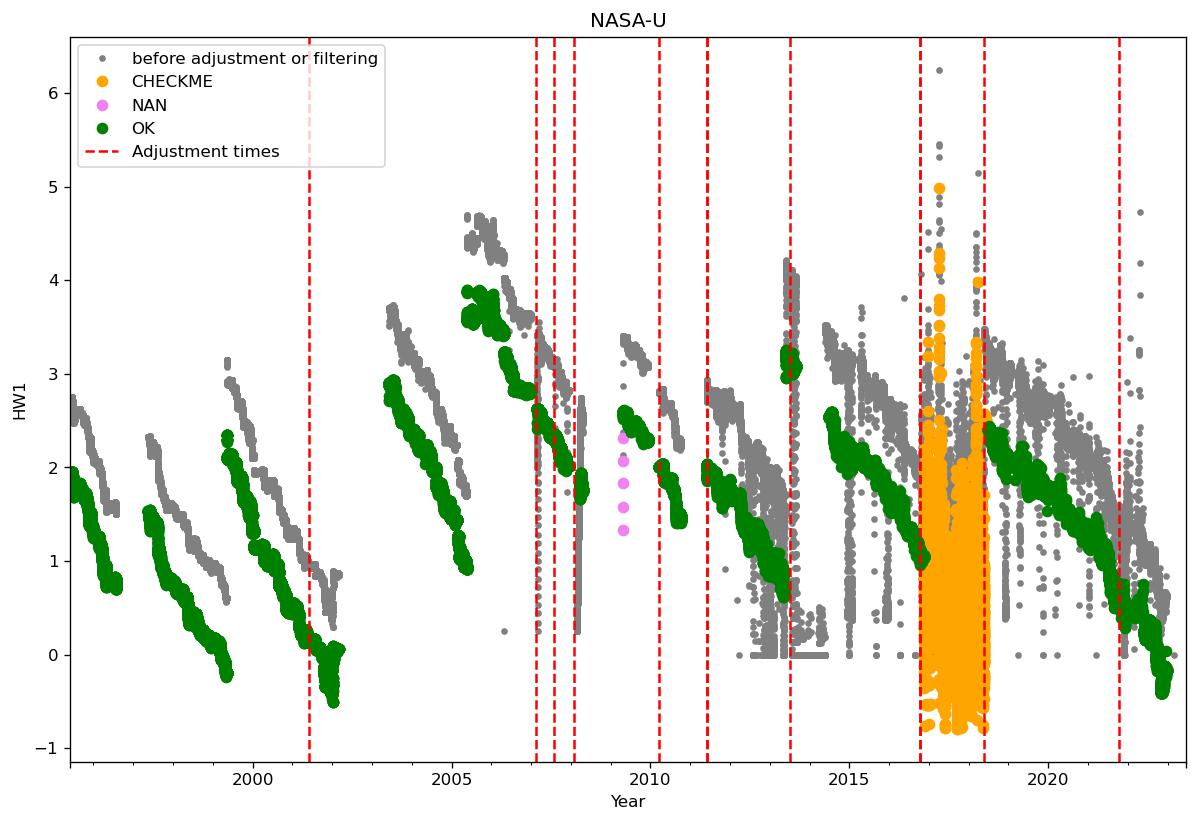 NASA-U
before adjustment or filtering
CHECKME
NAN
OK
Adjustment times
HW1
6
5
4
3
2
1
0
−1
2000
2005
2010
2015
2020
Year